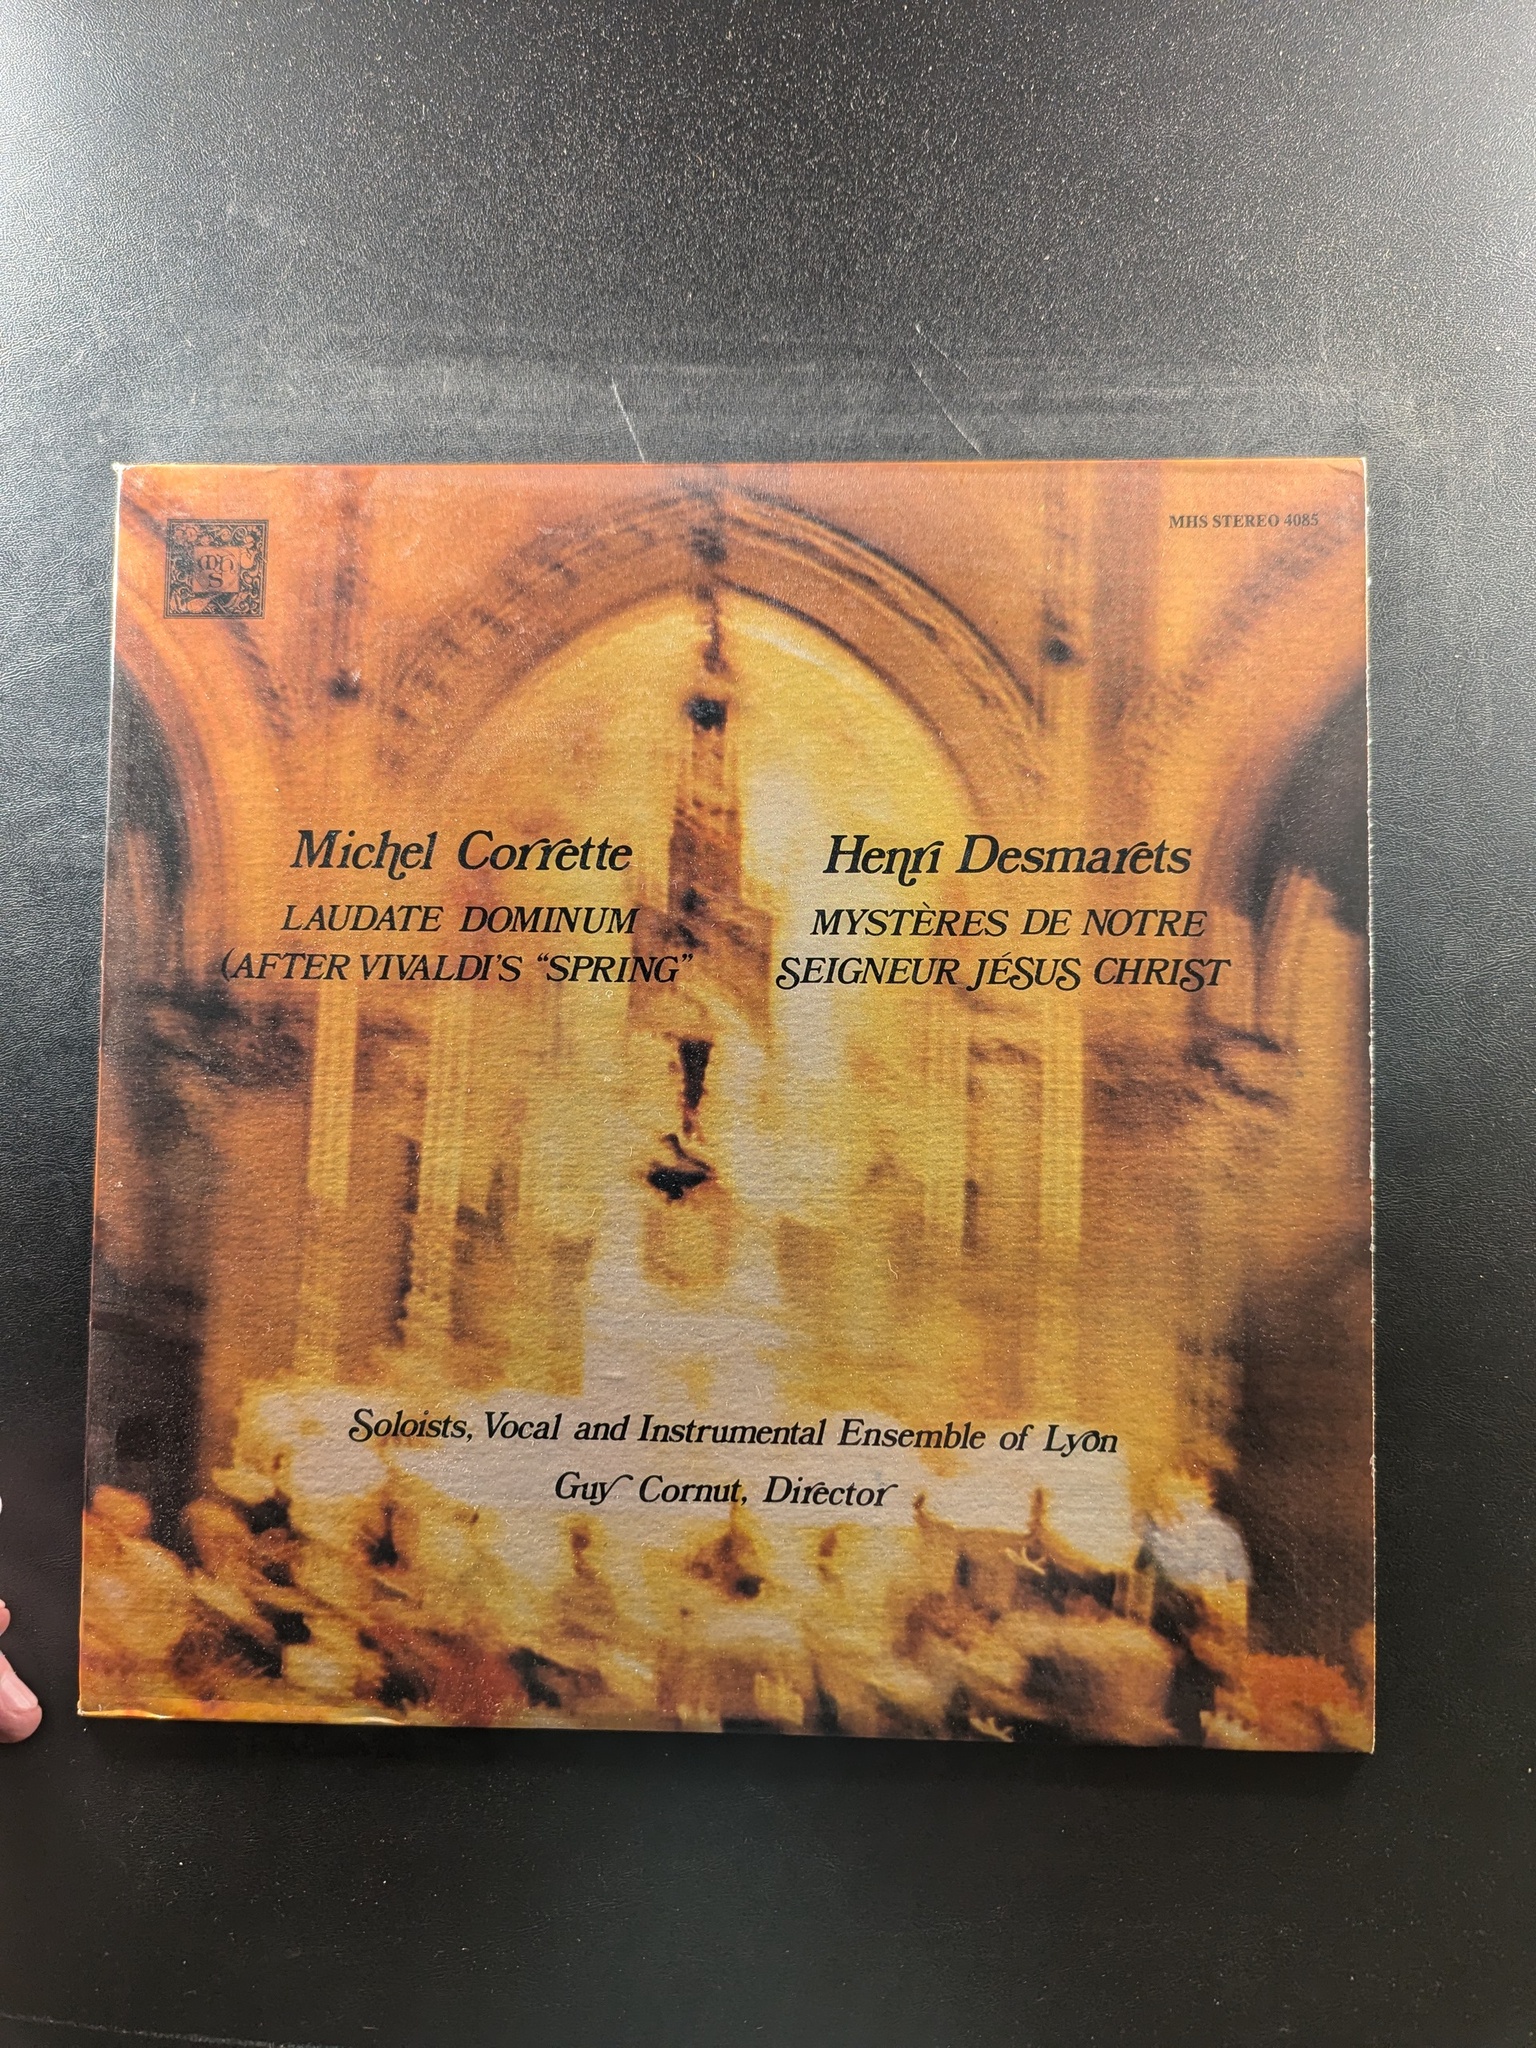 MHS
MHS STEREO 4085
Michel Corrette
LAUDATE DOMINUM
(AFTER VIVALDI'S "SPRING"
Henri Desmarets
MYSTÈRES DE NOTRE
SEIGNEUR JÉSUS CHRIST
Soloists, Vocal and Instrumental Ensemble of Lyon
Guy Cornut, Director